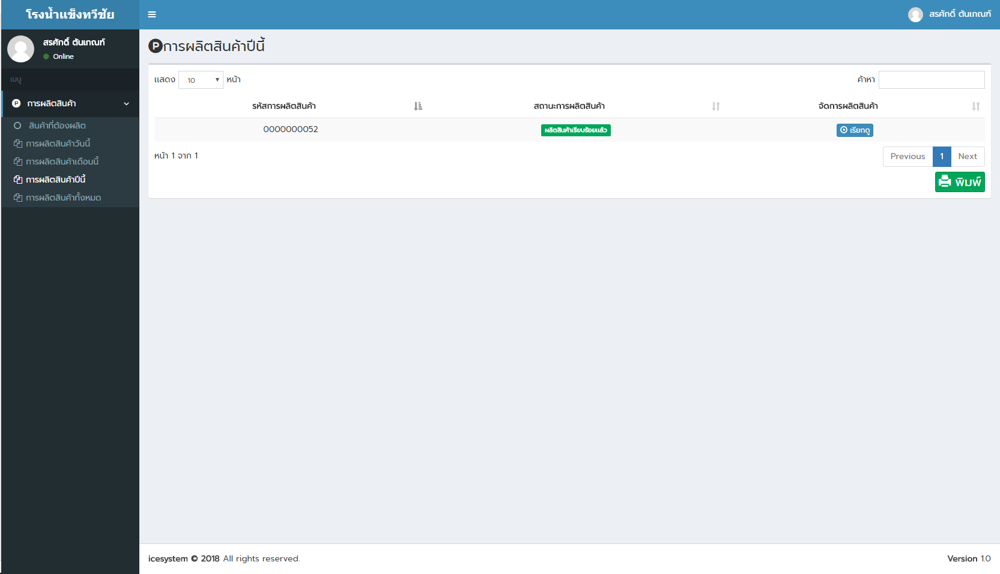 โรงน้ำแข็งทวีชัย
สรศักดิ์ ตันเกณฑ์
สรศักดิ์ ตันเกณฑ์
Online
เมนู
การผลิตสินค้า
สินค้าที่ต้องผลิต
การผลิตสินค้าวันนี้
การผลิตสินค้าเดือนนี้
การผลิตสินค้าปีนี้
การผลิตสินค้าทั้งหมด
P การผลิตสินค้าปีนี้
แสดง 10 หน้า
ค้าหา
รหัสการผลิตสินค้า สถานะการผลิตสินค้า จัดการผลิตสินค้า
0000000052 ผลิตสินค้าเรียบร้อยแล้ว เรียกดู
หน้า 1 จาก 1
Previous 1 Next
พิมพ์
icesystem © 2018 All rights reserved.
Version 1.0